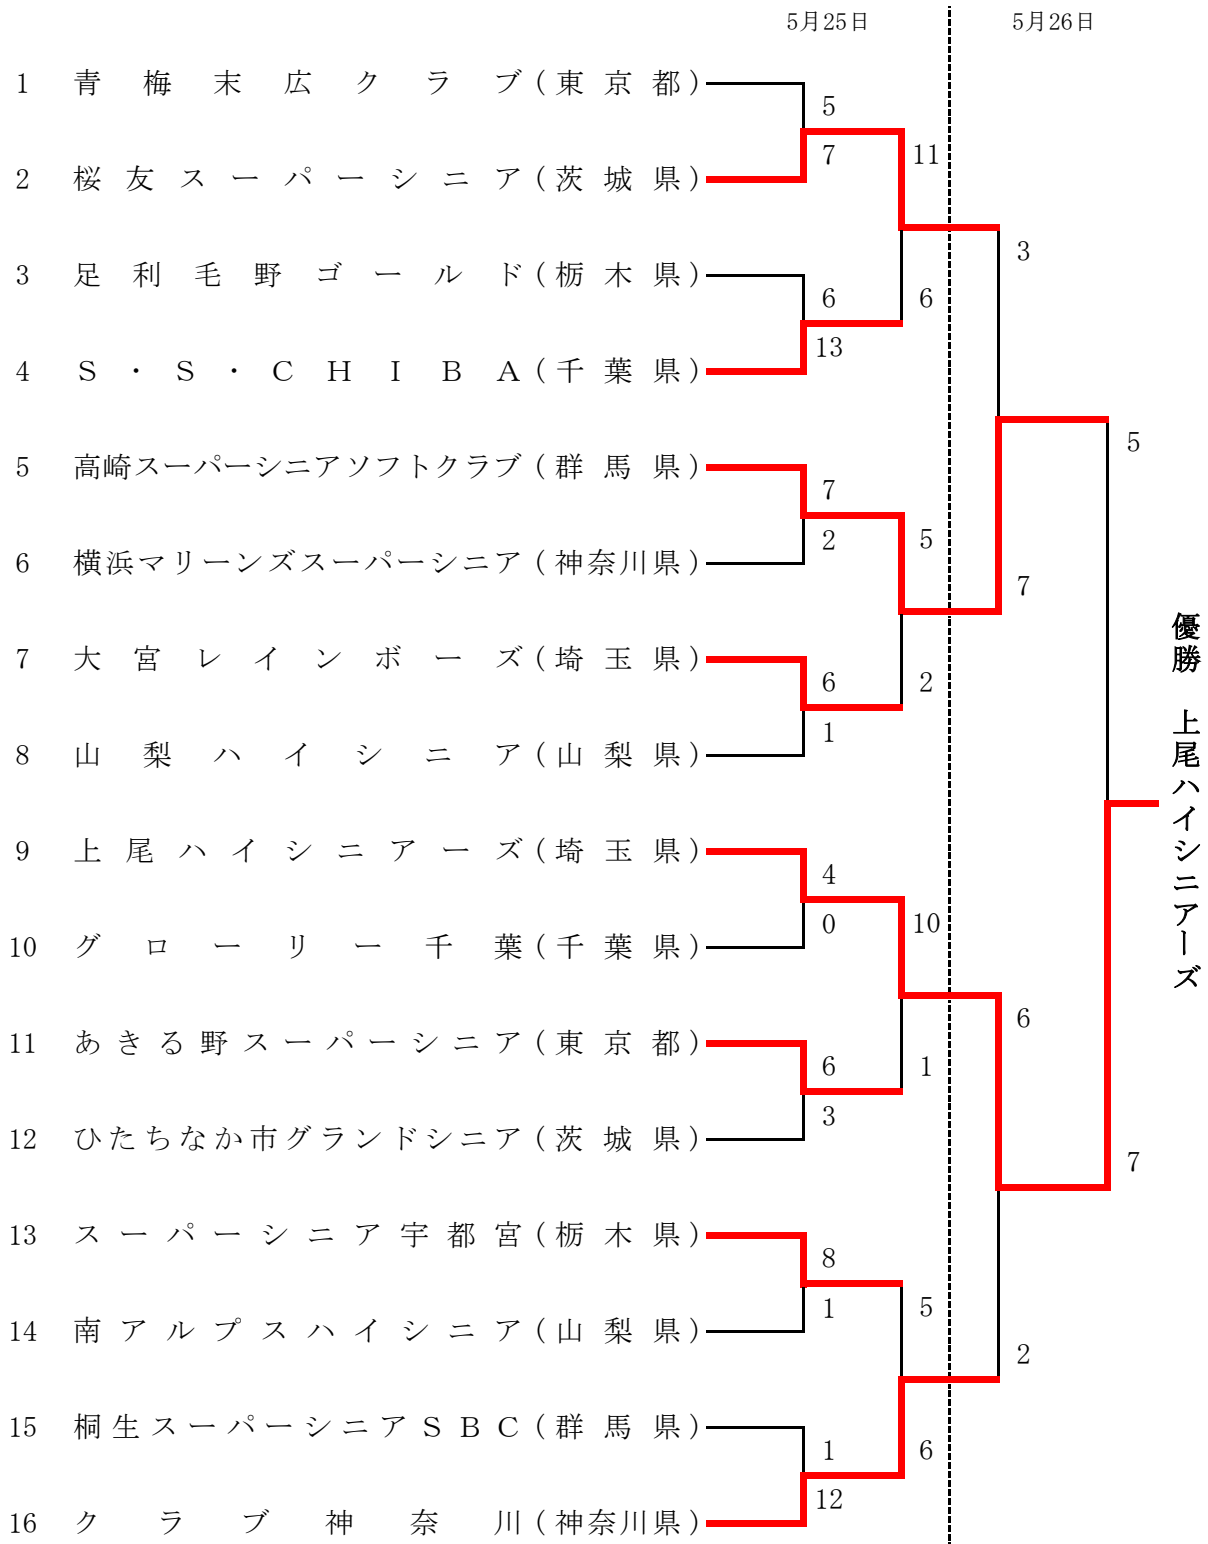 5月25日 5月26日
1 青梅末広クラブ(東京都)
5
7 11
2 桜友スーパーシニア(茨城県)
3
3 足利毛野ゴールド(栃木県)
6 6
13
4 S・S・CHIBA(千葉県)
5
5 高崎スーパーシニアソフトクラブ(群馬県)
7
2 5
6 横浜マリーンズスーパーシニア(神奈川県)
7
7 大宮レインボーズ(埼玉県)
6 2
1
8 山梨ハイシニア(山梨県)
優勝 上尾ハイシニアーズ
9 上尾ハイシニアーズ(埼玉県)
4
0 10
10 グローリー千葉(千葉県)
6
11 あきる野スーパーシニア(東京都)
6 1
3
12 ひたちなか市グランドシニア(茨城県)
7
13 スーパーシニア宇都宮(栃木県)
8
1 5
14 南アルプスハイシニア(山梨県)
2
15 桐生スーパーシニアSBC(群馬県)
1 6
12
16 クラブ神奈川(神奈川県)